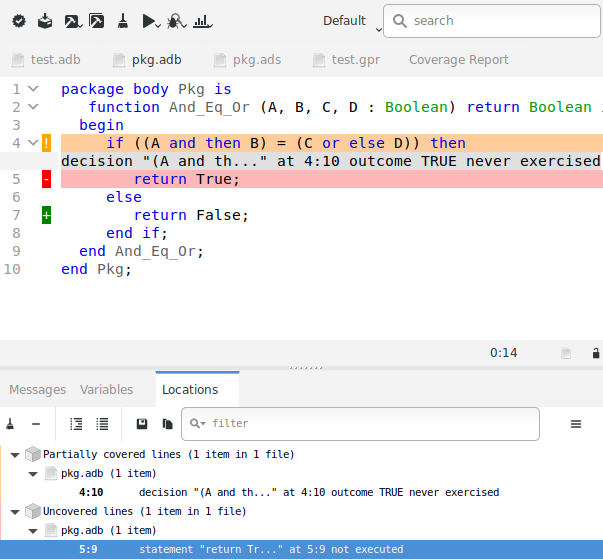 Default search
test.adb pkg.adb pkg.ads test.gpr Coverage Report
1 package body Pkg is
2 function And_Eq_Or (A, B, C, D : Boolean) return Boolean
3 begin
4 ! if ((A and then B) = (C or else D)) then
decision "(A and th..." at 4:10 outcome TRUE never exercised
5 - return True;
6 else
7 + return False;
8 end if;
9 end And_Eq_Or;
10 end Pkg;
0:14
Messages Variables Locations
filter
Partially covered lines (1 item in 1 file)
pkg.adb (1 item)
4:10 decision "(A and th..." at 4:10 outcome TRUE never exercised
Uncovered lines (1 item in 1 file)
pkg.adb (1 item)
5:9 statement "return Tr..." at 5:9 not executed